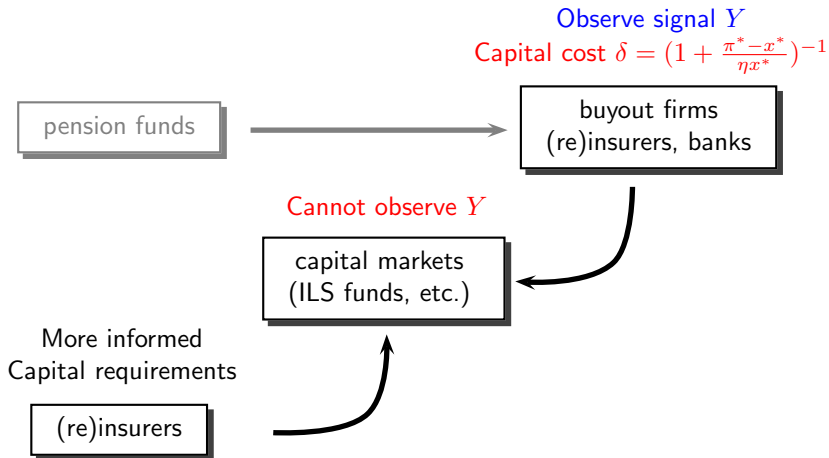 Observe signal Y
Capital cost δ = (1 + \frac{π^* − x^*}{ηx^*})^{−1}
pension funds
buyout firms
(re)insurers, banks
Cannot observe Y
capital markets
(ILS funds, etc.)
More informed
Capital requirements
(re)insurers